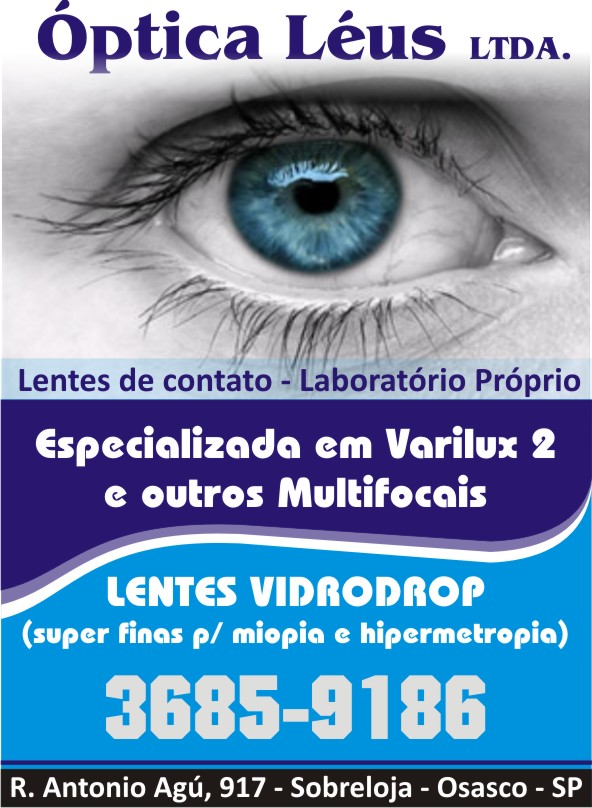 Óptica Léus LTDA.
Lentes de contato - Laboratório Próprio
Especializada em Varilux 2
e outros Multifocais
LENTES VIDRODROP
(super finas p/ miopia e hipermetropia)
3685-9186
R. Antonio Agú, 917 - Sobreloja - Osasco - SP